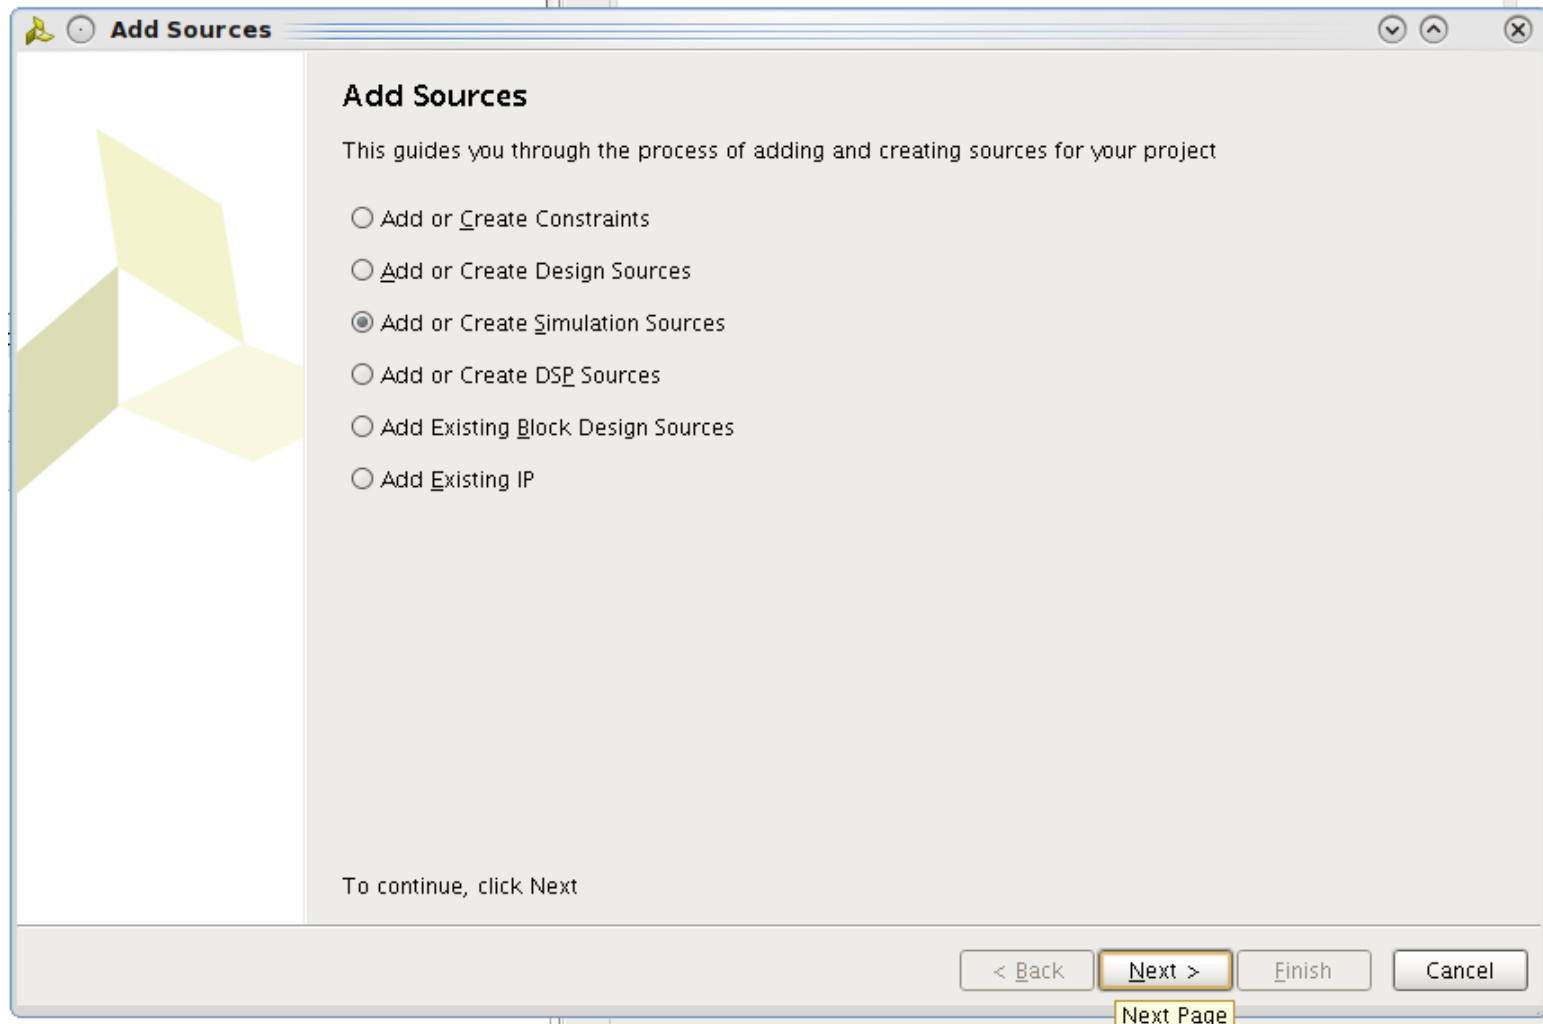 Add Sources
Add Sources
This guides you through the process of adding and creating sources for your project
Add or Create Constraints
Add or Create Design Sources
Add or Create Simulation Sources
Add or Create DSP Sources
Add Existing Block Design Sources
Add Existing IP
To continue, click Next
< Back Next > Finish Cancel
Next Page